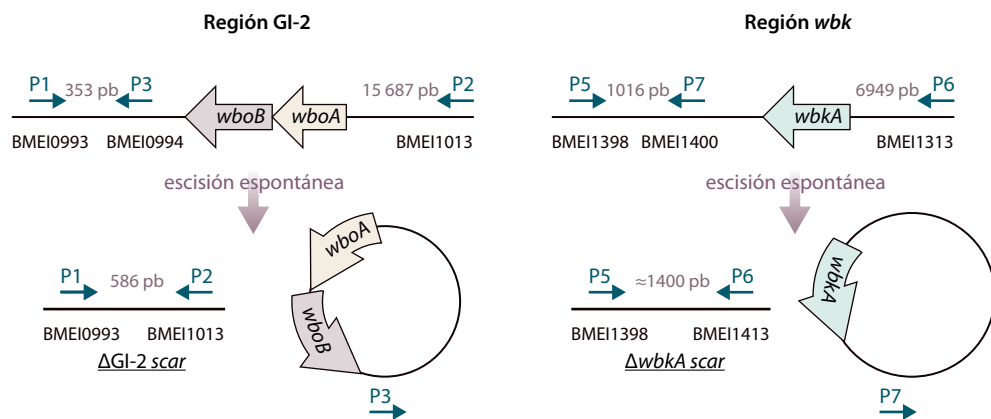 Región GI-2
P1 353 pb P3 15 687 pb P2
wboB wboA
BMEI0993 BMEI0994 BMEI1013
escisión espontánea
P1 586 pb P2
BMEI0993 BMEI1013
ΔGI-2 scar
wboA
wboB
P3
Región wbk
P5 1016 pb P7 6949 pb P6
wbkA
BMEI1398 BMEI1400 BMEI1313
escisión espontánea
P5 ≈1400 pb P6
BMEI1398 BMEI1413
ΔwbkA scar
wbkA
P7